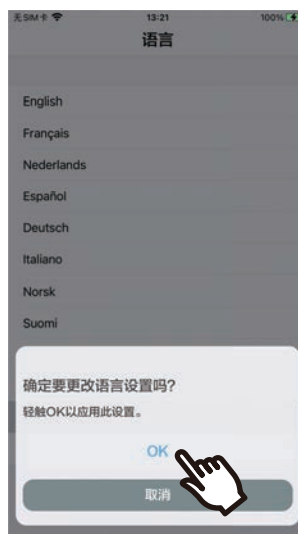 无SIM卡 13:21 100%
语言
English
Français
Nederlands
Español
Deutsch
Italiano
Norsk
Suomi
确定要更改语言设置吗?
轻触OK以应用此设置。
OK
取消